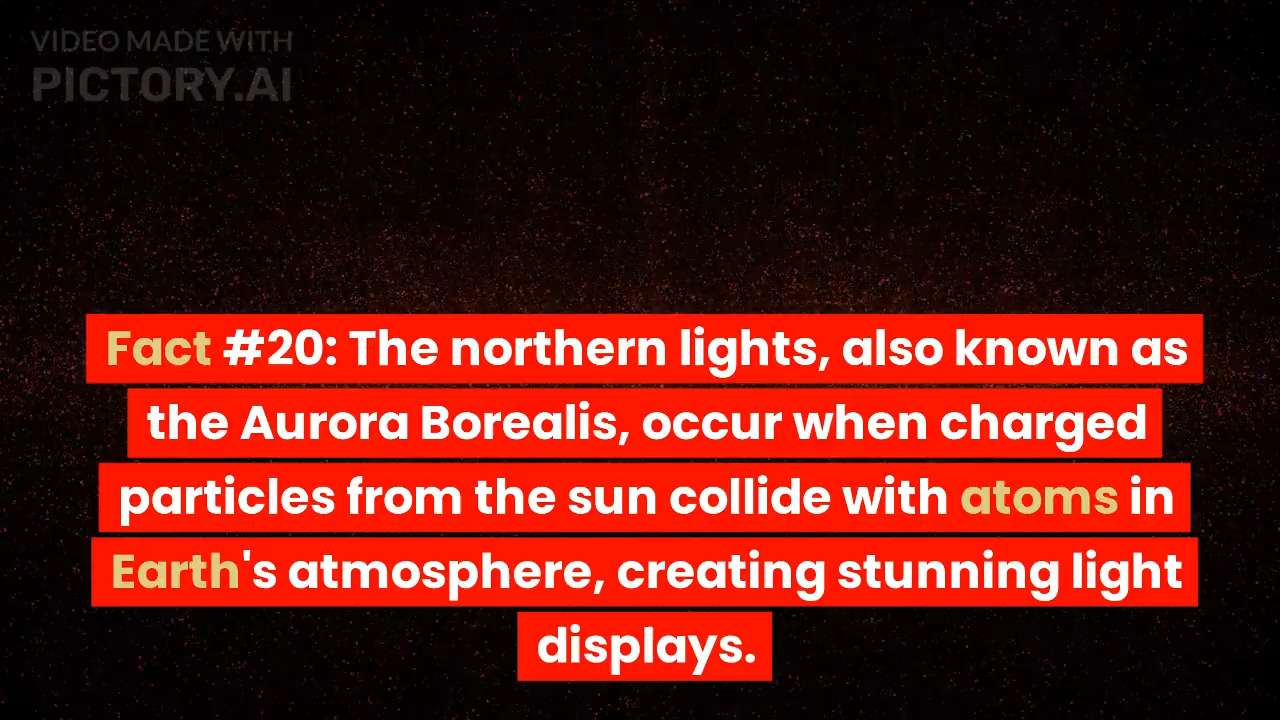 VIDEO MADE WITH
PICTORY.AI
Fact #20: The northern lights, also known as
the Aurora Borealis, occur when charged
particles from the sun collide with atoms in
Earth's atmosphere, creating stunning light
displays.